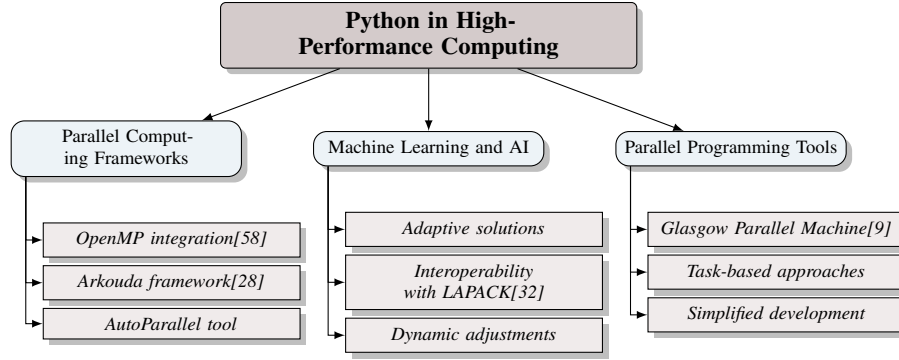 Python in High-
Performance Computing
Parallel Comput-
ing Frameworks
OpenMP integration[58]
Arkouda framework[28]
AutoParallel tool
Machine Learning and AI
Adaptive solutions
Interoperability
with LAPACK[32]
Dynamic adjustments
Parallel Programming Tools
Glasgow Parallel Machine[9]
Task-based approaches
Simplified development